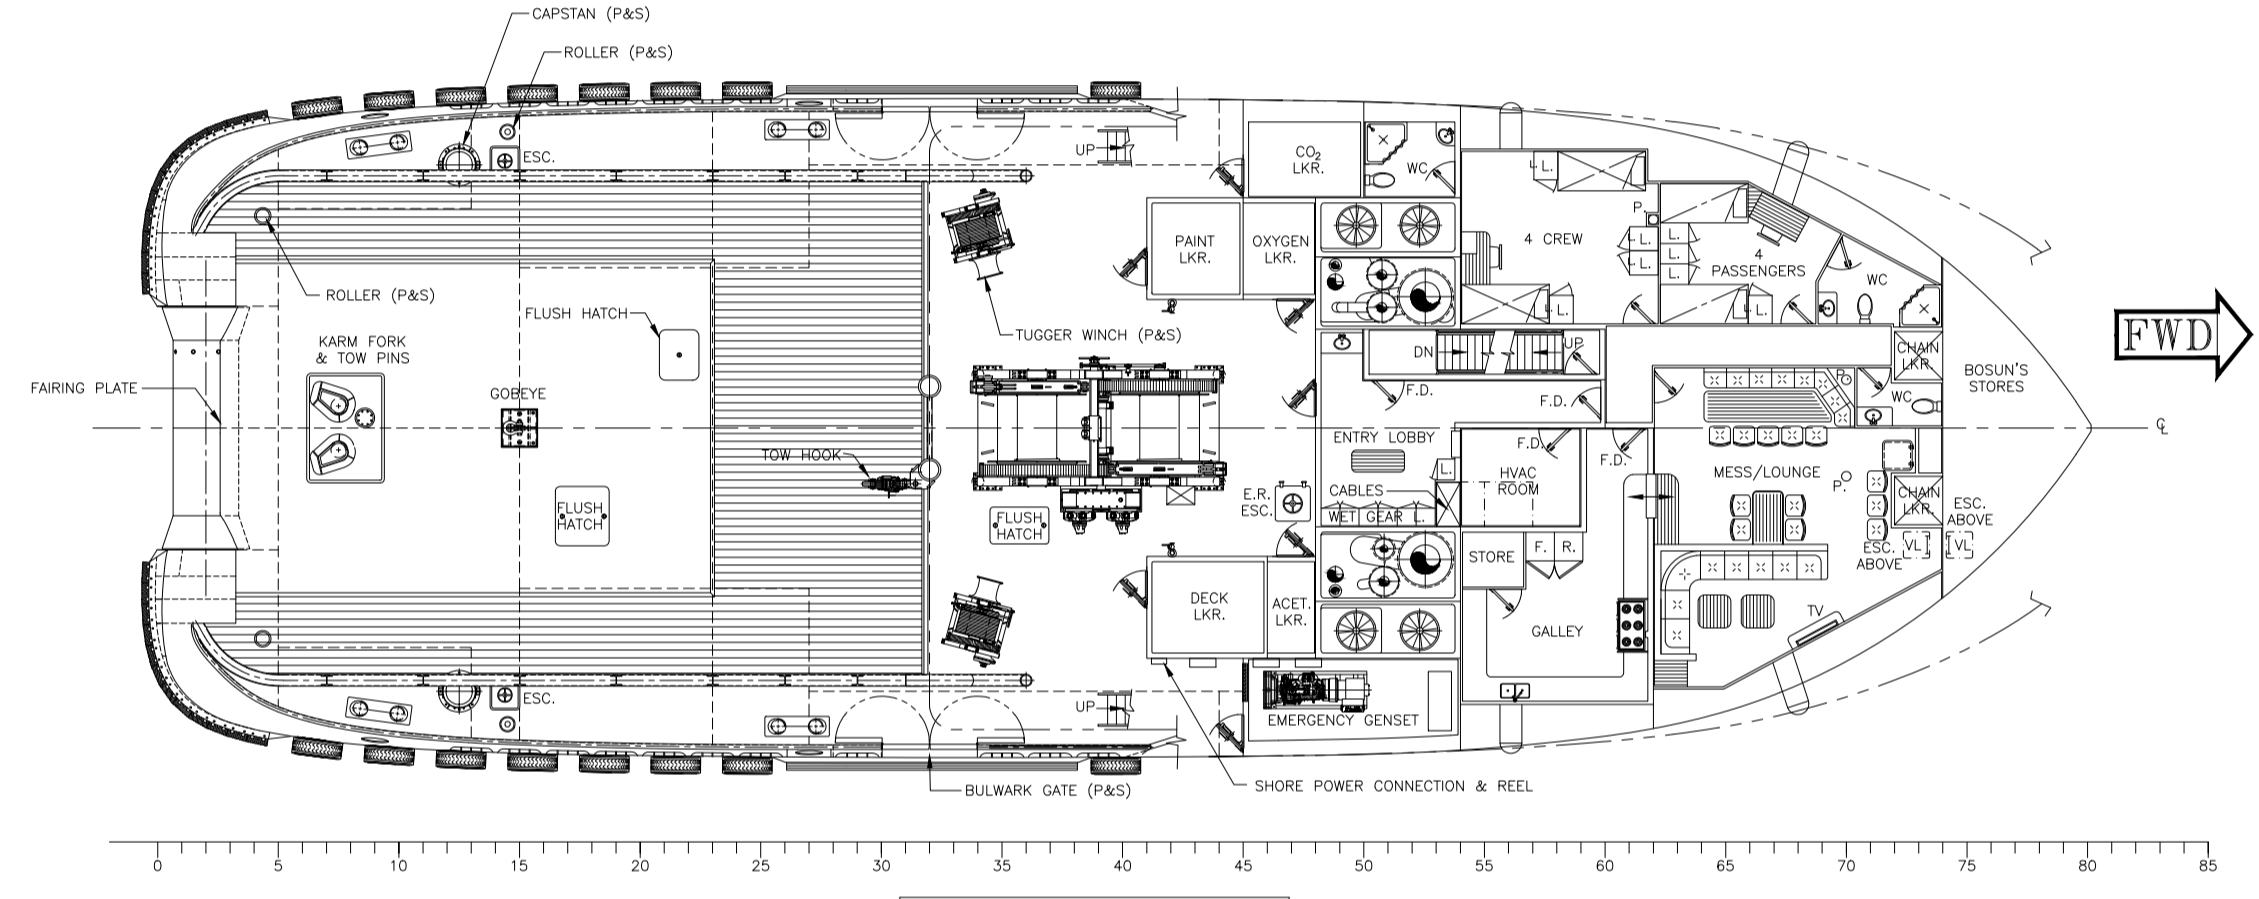 CAPSTAN (P&S)
ROLLER (P&S)
ESC.
UP
CO2
LKR.
WC
L.
L.
PAINT
LKR.
OXYGEN
LKR.
4 CREW
P.
L.
L.
L.
L.
L.
L.
L.
L.
4
PASSENGERS
WC
L.
L.
L.
L.
ROLLER (P&S)
FLUSH HATCH
TUGGER WINCH (P&S)
FWD
KARM FORK
& TOW PINS
DN
UP
CHAIN
LKR.
BOSUN'S
STORES
FAIRING PLATE
GOBEYE
F.D.
F.D.
P.
WC
℄
ENTRY LOBBY
F.D.
F.D.
TOW HOOK
L.
HVAC
ROOM
MESS/LOUNGE
P.
E.R.
ESC.
CABLES
CHAIN
LKR.
ESC.
ABOVE
FLUSH
HATCH
FLUSH
HATCH
WET GEAR L.
STORE
F.
R.
ESC.
ABOVE
VL
VL
DECK
LKR.
ACET.
LKR.
GALLEY
TV
ESC.
UP
EMERGENCY GENSET
BULWARK GATE (P&S)
SHORE POWER CONNECTION & REEL
0 5 10 15 20 25 30 35 40 45 50 55 60 65 70 75 80 85